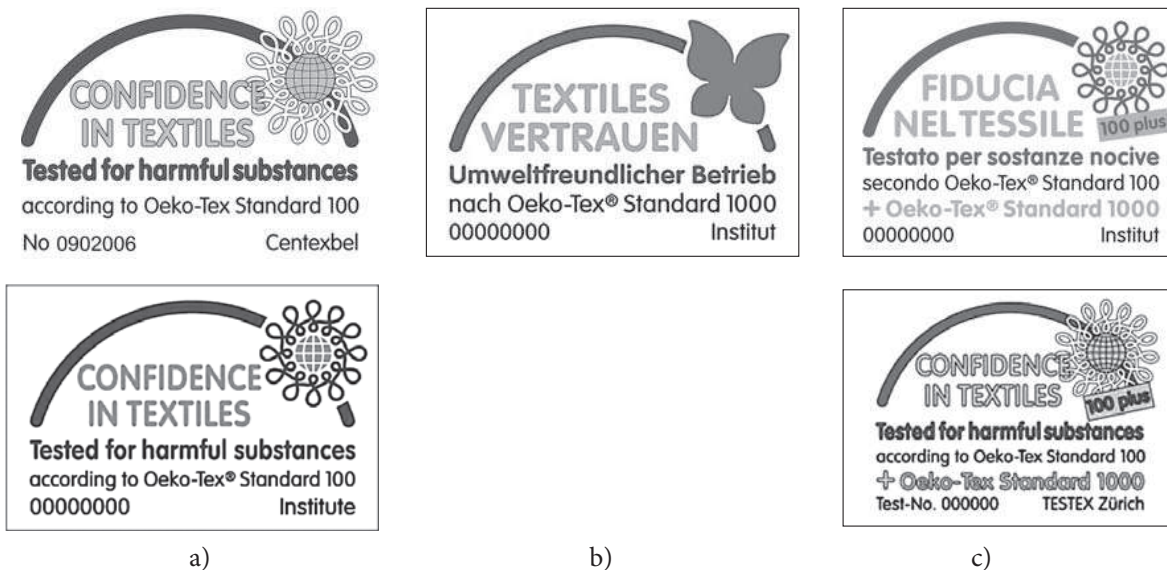 CONFIDENCE
IN TEXTILES
Tested for harmful substances
according to Oeko-Tex Standard 100
No 0902006 Centexbel
CONFIDENCE
IN TEXTILES
Tested for harmful substances
according to Oeko-Tex® Standard 100
00000000 Institute
a)
TEXTILES
VERTRAUEN
Umweltfreundlicher Betrieb
nach Oeko-Tex® Standard 1000
00000000 Institut
b)
FIDUCIA
NEL TESSILE
100 plus
Testato per sostanze nocive
secondo Oeko-Tex® Standard 100
+ Oeko-Tex® Standard 1000
00000000 Institut
CONFIDENCE
IN TEXTILES
100 plus
Tested for harmful substances
according to Oeko-Tex Standard 100
+ Oeko-Tex Standard 1000
Test-No. 000000 TESTEX Zürich
c)